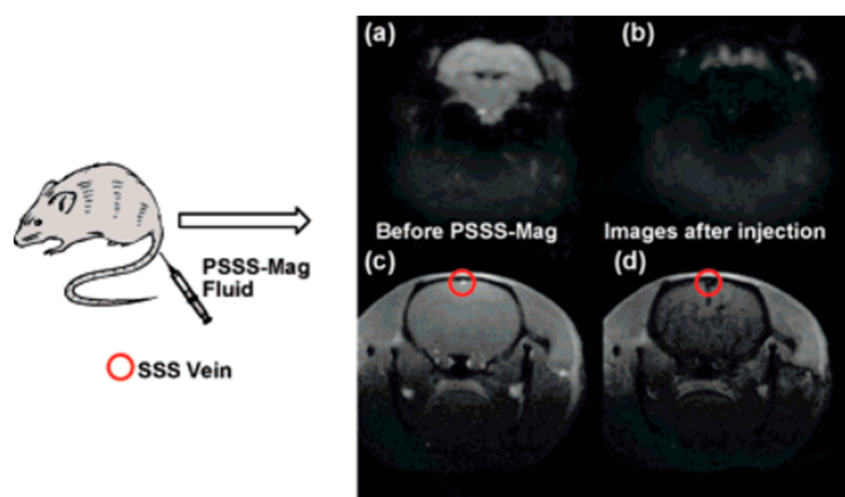 (a)
(b)
Before PSSS-Mag
Images after injection
PSSS-Mag
Fluid
(c)
(d)
SSS Vein